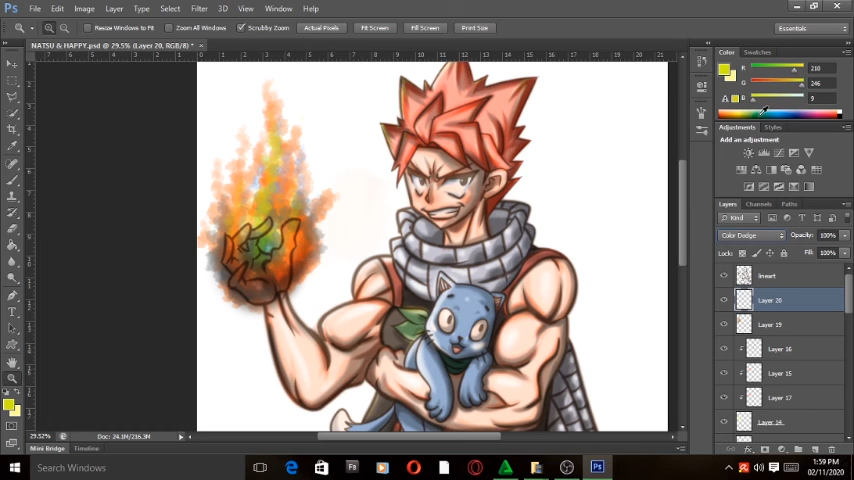 Ps File Edit Image Layer Type Select Filter 3D View Window Help
Resize Windows to Fit Zoom All Windows Scrubby Zoom Actual Pixels Fit Screen Fill Screen Print Size Essentials
NATSU & HAPPY.psd @ 29.5% (Layer 20, RGB/8) * ×
Color Swatches
R 210
G 246
B 9
Adjustments Styles
Add an adjustment
Layers Channels Paths
Kind
Color Dodge Opacity: 100%
Lock: Fill: 100%
lineart
Layer 20
Layer 19
Layer 16
Layer 15
Layer 17
Layer 14
29.52% Doc: 24.1M/216.3M
Mini Bridge Timeline
Search Windows
1:59 PM
02/11/2020